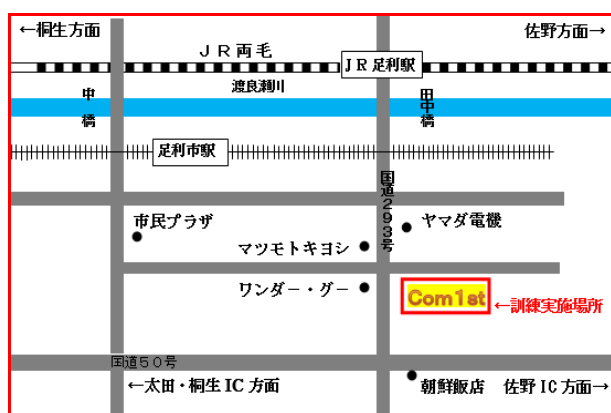 ←桐生方面
佐野方面→
ＪＲ両毛
ＪＲ足利駅
渡良瀬川
中橋
田中橋
足利市駅
国道２９３号
市民プラザ
ヤマダ電機
マツモトキヨシ
ワンダー・グー
Com1st
←訓練実施場所
国道５０号
←太田・桐生IC方面
朝鮮飯店
佐野IC方面→